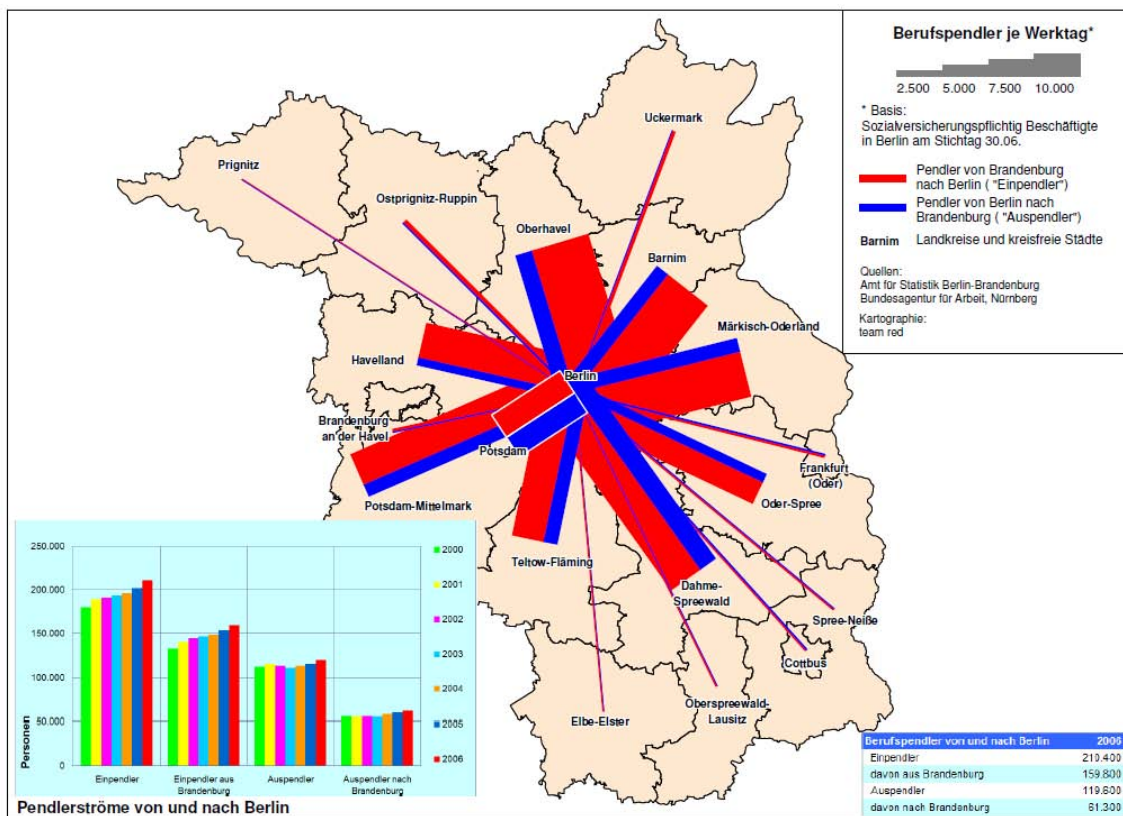 Berufspendler je Werktag*
2.500 5.000 7.500 10.000
* Basis:
Sozialversicherungspflichtig Beschäftigte
in Berlin am Stichtag 30.06.
Pendler von Brandenburg
nach Berlin ( "Einpendler")
Pendler von Berlin nach
Brandenburg ( "Auspendler")
Barnim Landkreise und kreisfreie Städte
Quellen:
Amt für Statistik Berlin-Brandenburg
Bundesagentur für Arbeit, Nürnberg
Kartographie:
team red
Uckermark
Prignitz
Ostprignitz-Ruppin
Oberhavel
Barnim
Märkisch-Oderland
Havelland
Berlin
Brandenburg
an der Havel
Potsdam
Frankfurt
(Oder)
Oder-Spree
Potsdam-Mittelmark
Teltow-Fläming
Dahme-
Spreewald
Spree-Neiße
Cottbus
Oberspreewald-
Lausitz
Elbe-Elster
250.000
200.000
150.000
100.000
50.000
0
Personen
Einpendler
Einpendler aus
Brandenburg
Auspendler
Auspendler nach
Brandenburg
2000
2001
2002
2003
2004
2005
2006
Pendlerströme von und nach Berlin
Berufspendler von und nach Berlin 2006
Einpendler 210.400
davon aus Brandenburg 159.800
Auspendler 119.600
davon nach Brandenburg 61.300